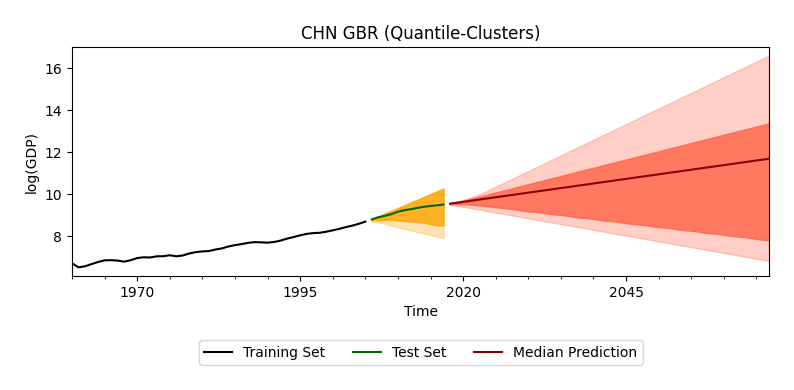 CHN GBR (Quantile-Clusters)
16
14
12
10
8
log(GDP)
1970 1995 2020 2045
Time
Training Set Test Set Median Prediction